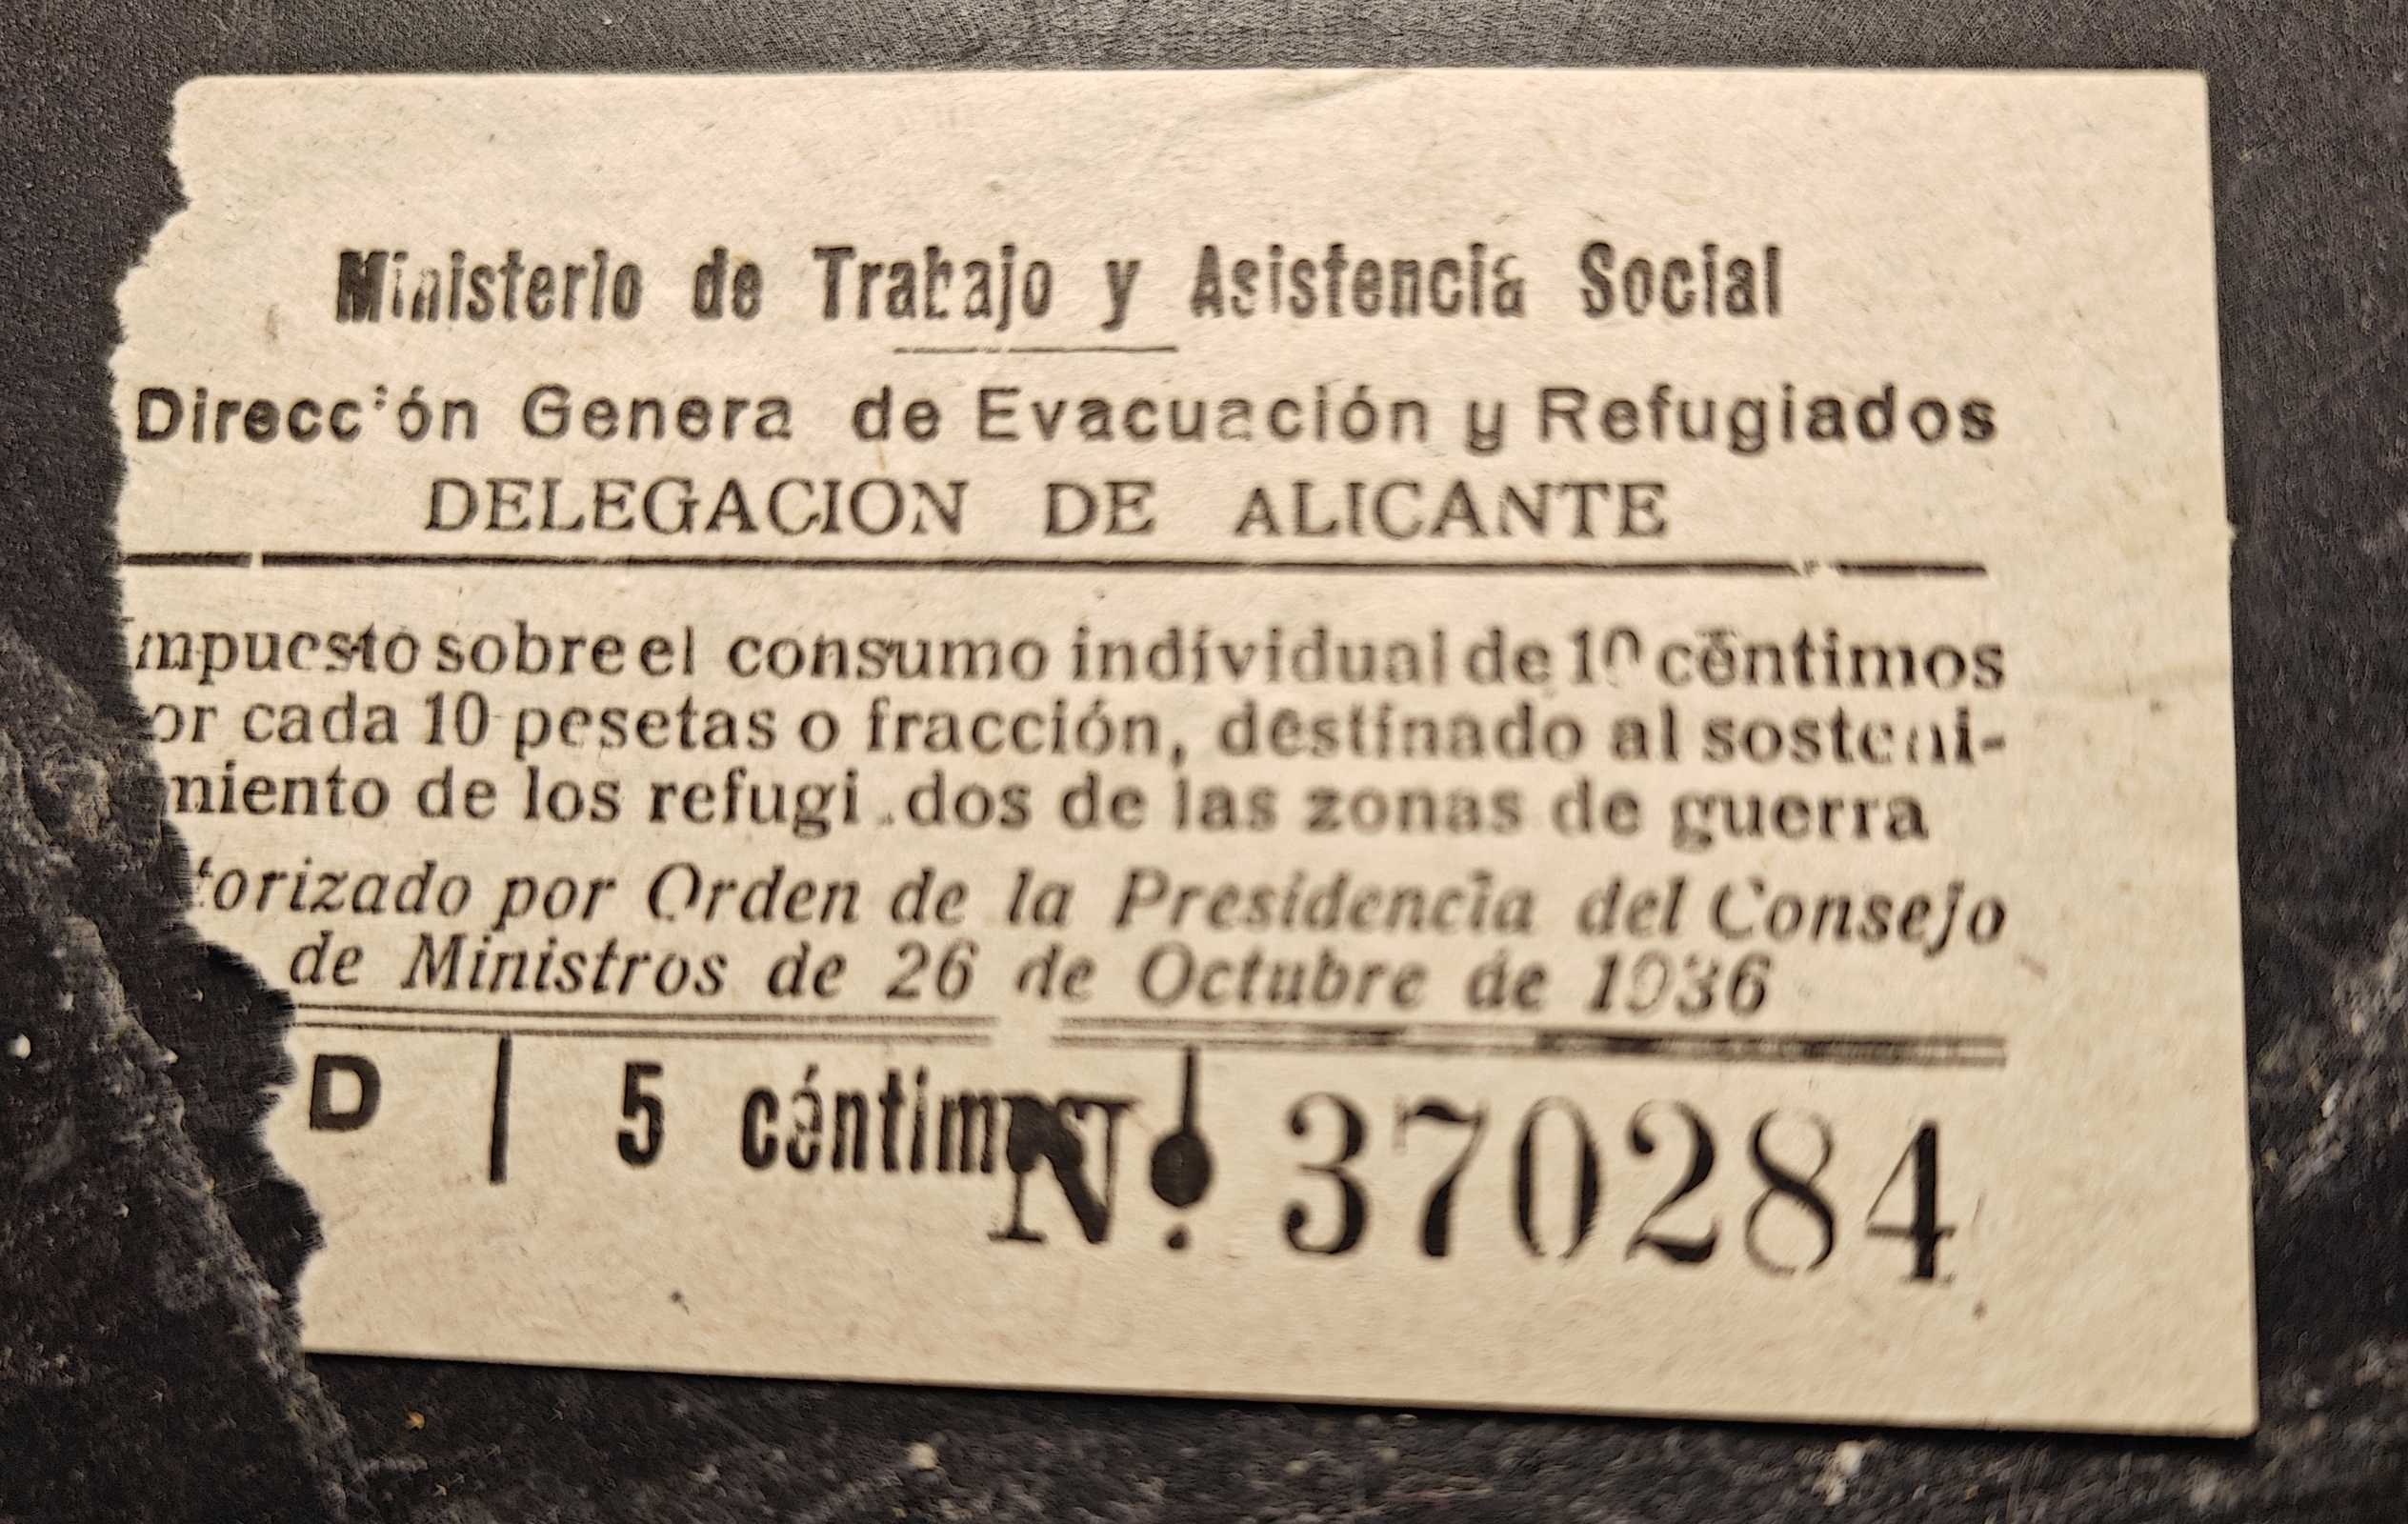 Ministerio de Trabajo y Asistencia Social
Dirección Genera de Evacuación y Refugiados
DELEGACION DE ALICANTE
Impuesto sobre el consumo individual de 10 céntimos
or cada 10 pesetas o fracción, destinado al sosteni-
miento de los refugi.dos de las zonas de guerra
torizado por Orden de la Presidencia del Consejo
de Ministros de 26 de Octubre de 1936
D | 5 céntim Nº. 370284